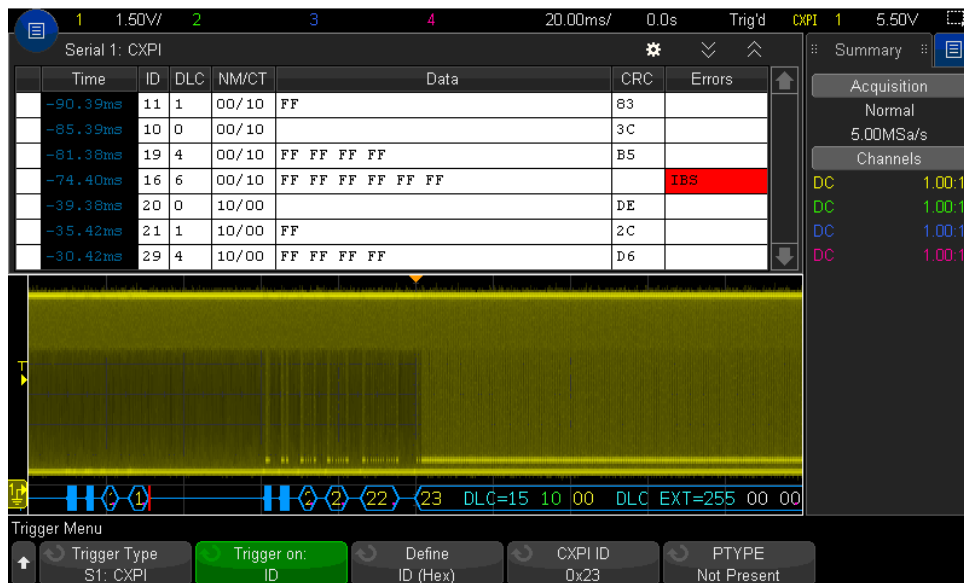 1 1.50V/ 2 3 4 20.00ms/ 0.0s Trig'd CXPI 1 5.50V
Serial 1: CXPI
Time ID DLC NM/CT Data CRC Errors
-90.39ms 11 1 00/10 FF 83
-85.39ms 10 0 00/10 3C
-81.38ms 19 4 00/10 FF FF FF FF B5
-74.40ms 16 6 00/10 FF FF FF FF FF FF IBS
-39.38ms 20 0 10/00 DE
-35.42ms 21 1 10/00 FF 2C
-30.42ms 29 4 10/00 FF FF FF FF D6
Summary
Acquisition
Normal
5.00MSa/s
Channels
DC 1.00:1
DC 1.00:1
DC 1.00:1
DC 1.00:1
T
1 2 22 23 DLC=15 10 00 DLC EXT=255 00 00
Trigger Menu
Trigger Type Trigger on: Define CXPI ID PTYPE
S1: CXPI ID ID (Hex) 0x23 Not Present